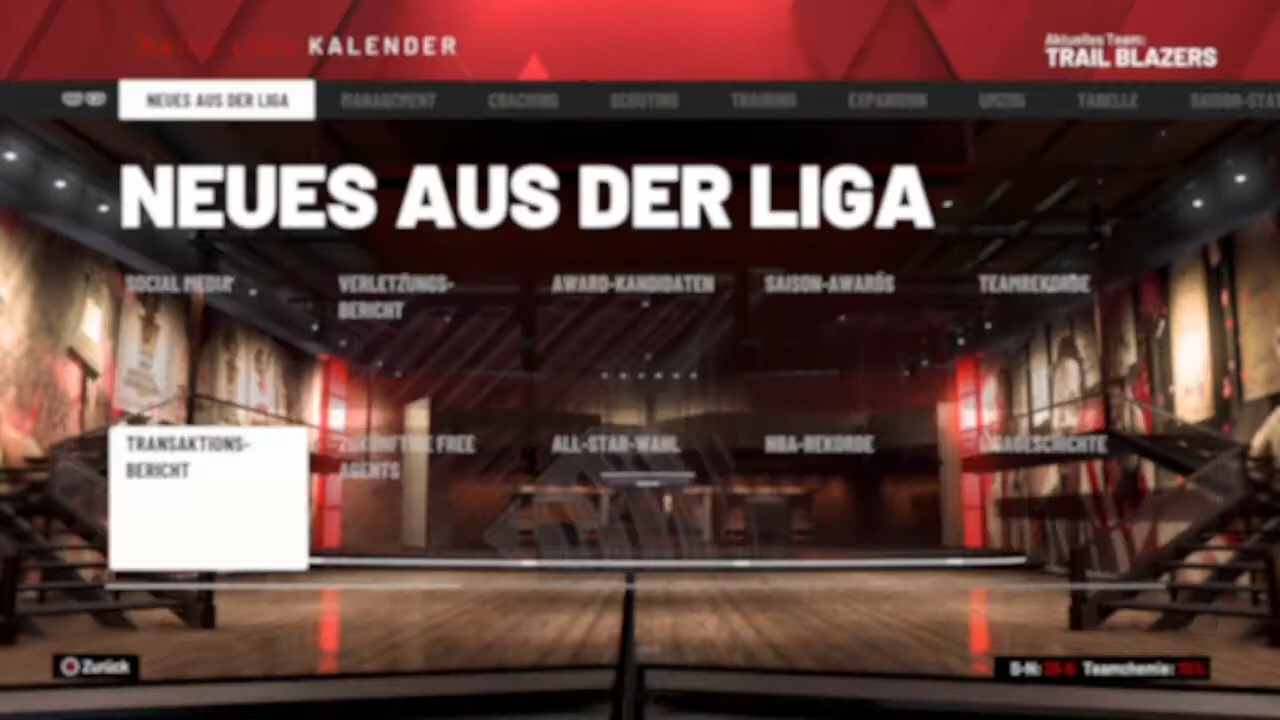 MEINE LIGA KALENDER
Aktuelles Team:
TRAIL BLAZERS
NEUES AUS DER LIGA MANAGEMENT COACHING SCOUTING TRAINING EXPANSION UMZUG TABELLE
NEUES AUS DER LIGA
SOCIAL MEDIA VERLETZUNGS- AWARD-KANDIDATEN SAISON-AWARDS TEAMREKORDE
BERICHT
TRANSAKTIONS- ZUKÜNFTIGE FREE ALL-STAR-WAHL NBA-REKORDE LIGAGESCHICHTE
BERICHT AGENTS
Zurück
S-N: Teamchemie: